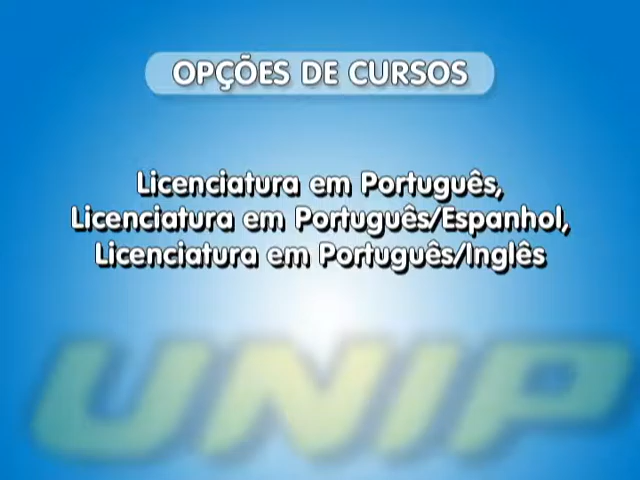 OPÇÕES DE CURSOS
Licenciatura em Português,
Licenciatura em Português/Espanhol,
Licenciatura em Português/Inglês
UNIP